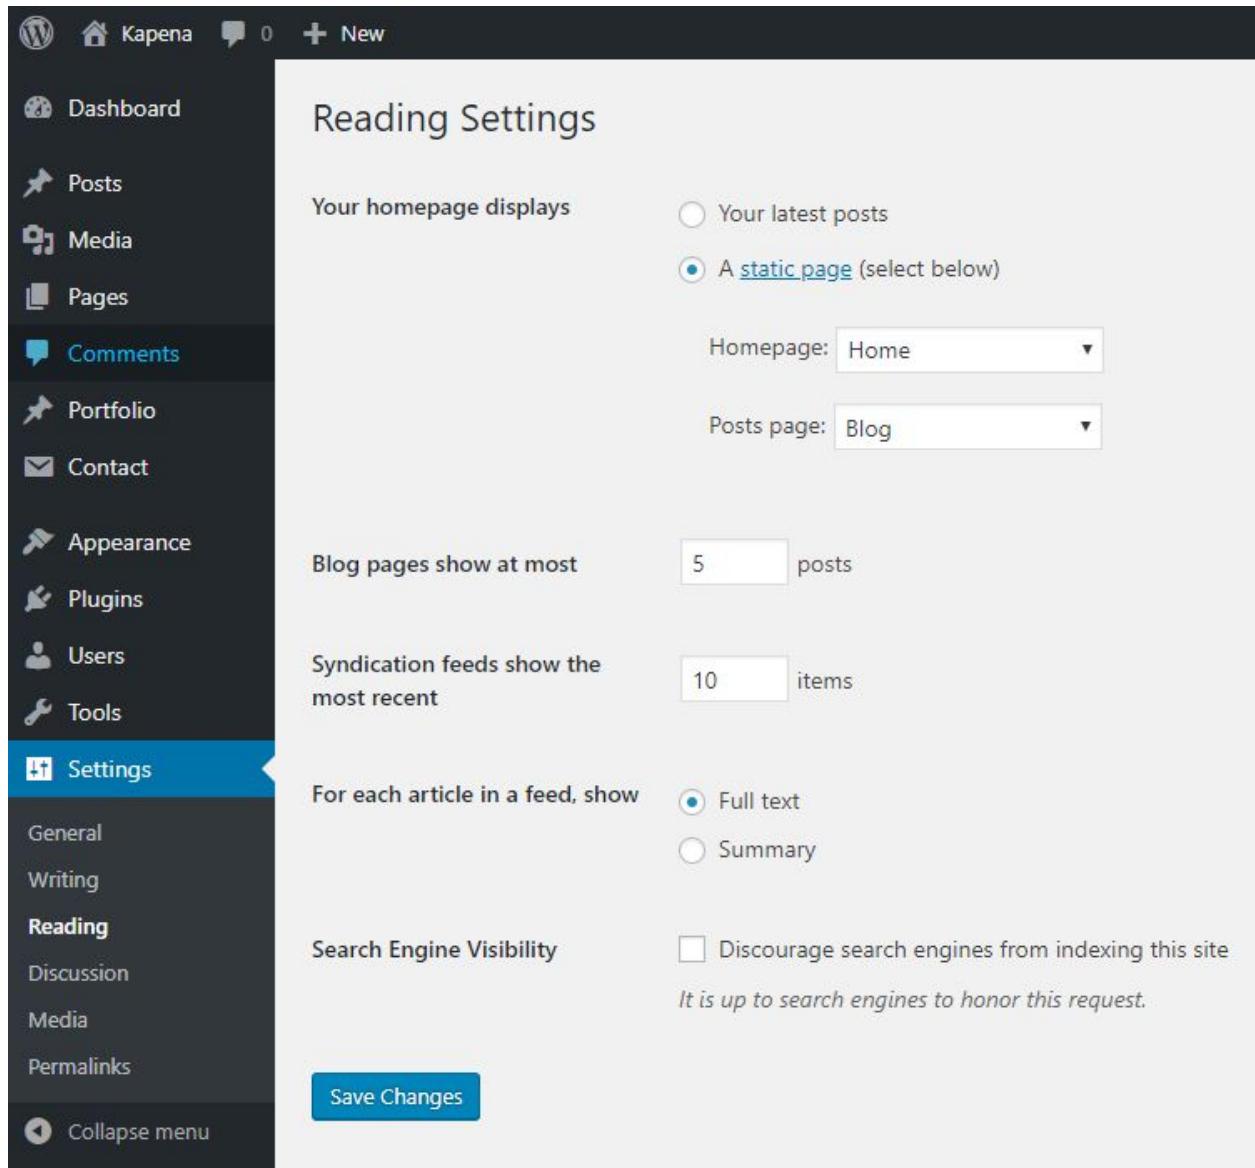 Kapena 0 New
Dashboard
Posts
Media
Pages
Comments
Portfolio
Contact
Appearance
Plugins
Users
Tools
Settings
General
Writing
Reading
Discussion
Media
Permalinks
Collapse menu
Reading Settings
Your homepage displays
Your latest posts
A static page (select below)
Homepage: Home
Posts page: Blog
Blog pages show at most
5 posts
Syndication feeds show the
most recent
10 items
For each article in a feed, show
Full text
Summary
Search Engine Visibility
Discourage search engines from indexing this site
It is up to search engines to honor this request.
Save Changes